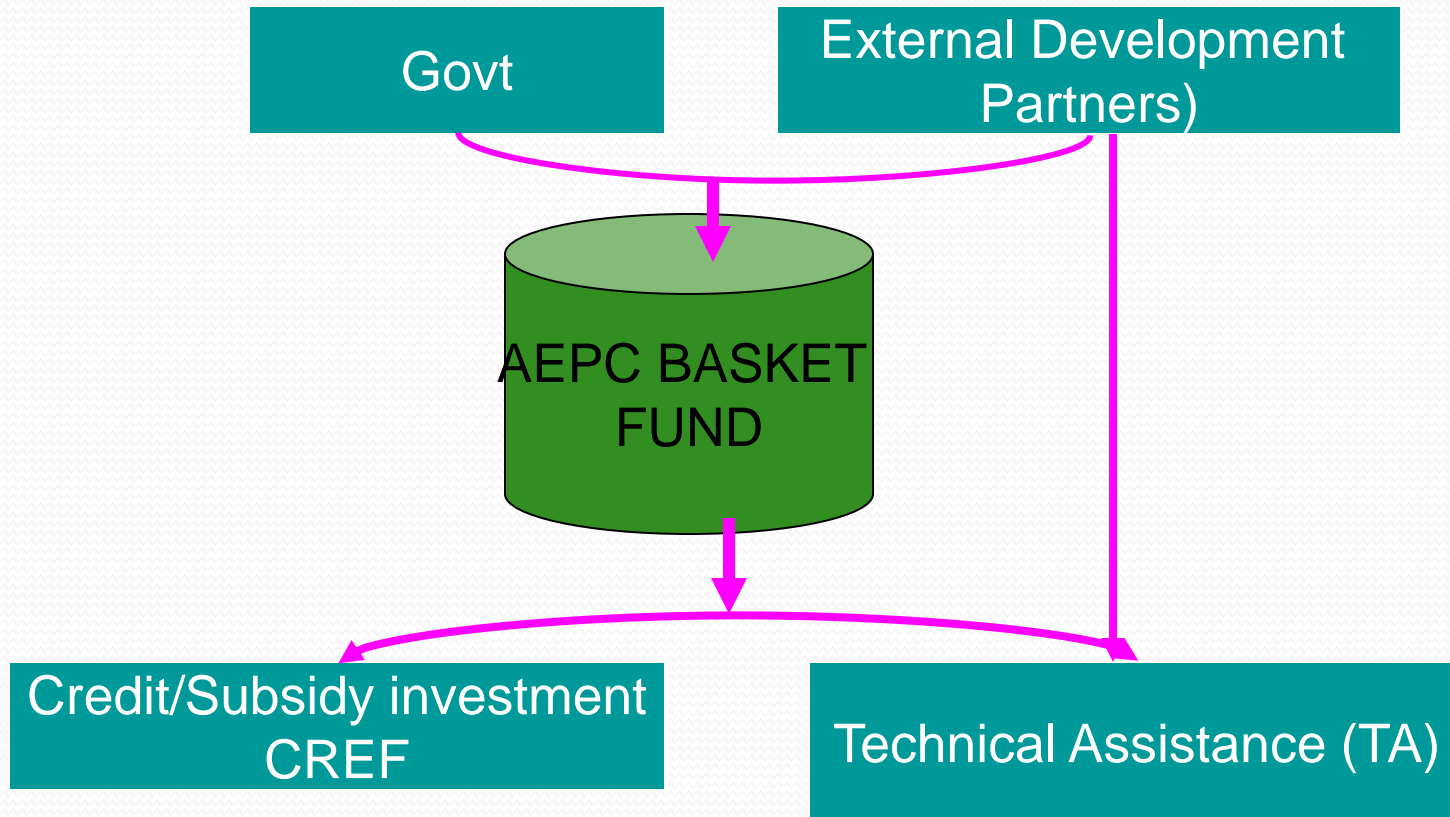 Govt
External Development
Partners)
AEPC BASKET
FUND
Credit/Subsidy investment
CREF
Technical Assistance (TA)